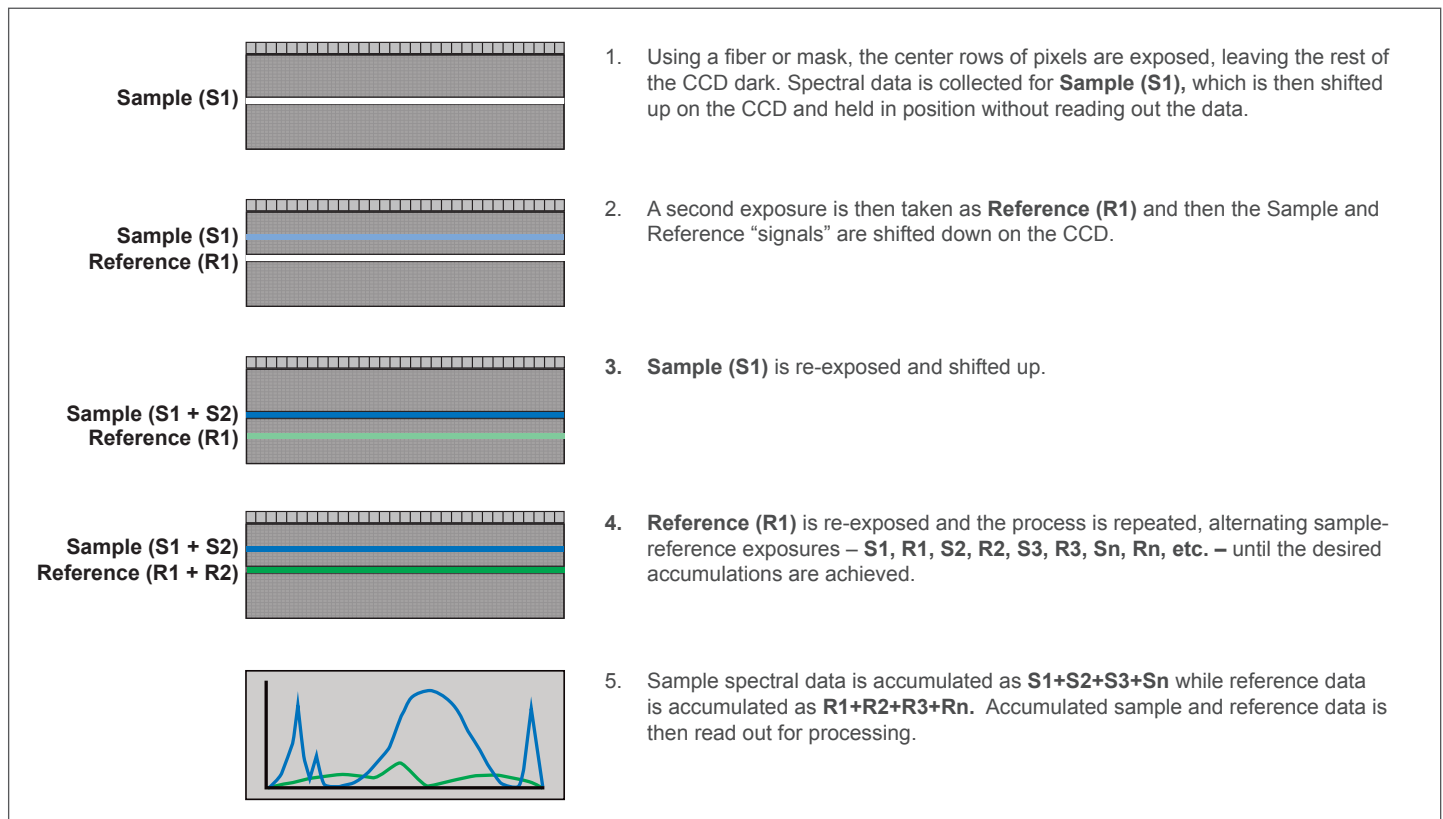 Sample (S1)
1. Using a fiber or mask, the center rows of pixels are exposed, leaving the rest of
the CCD dark. Spectral data is collected for Sample (S1), which is then shifted
up on the CCD and held in position without reading out the data.
Sample (S1)
Reference (R1)
2. A second exposure is then taken as Reference (R1) and then the Sample and
Reference “signals” are shifted down on the CCD.
Sample (S1 + S2)
Reference (R1)
3. Sample (S1) is re-exposed and shifted up.
Sample (S1 + S2)
Reference (R1 + R2)
4. Reference (R1) is re-exposed and the process is repeated, alternating sample-
reference exposures – S1, R1, S2, R2, S3, R3, Sn, Rn, etc. – until the desired
accumulations are achieved.
5. Sample spectral data is accumulated as S1+S2+S3+Sn while reference data
is accumulated as R1+R2+R3+Rn. Accumulated sample and reference data is
then read out for processing.